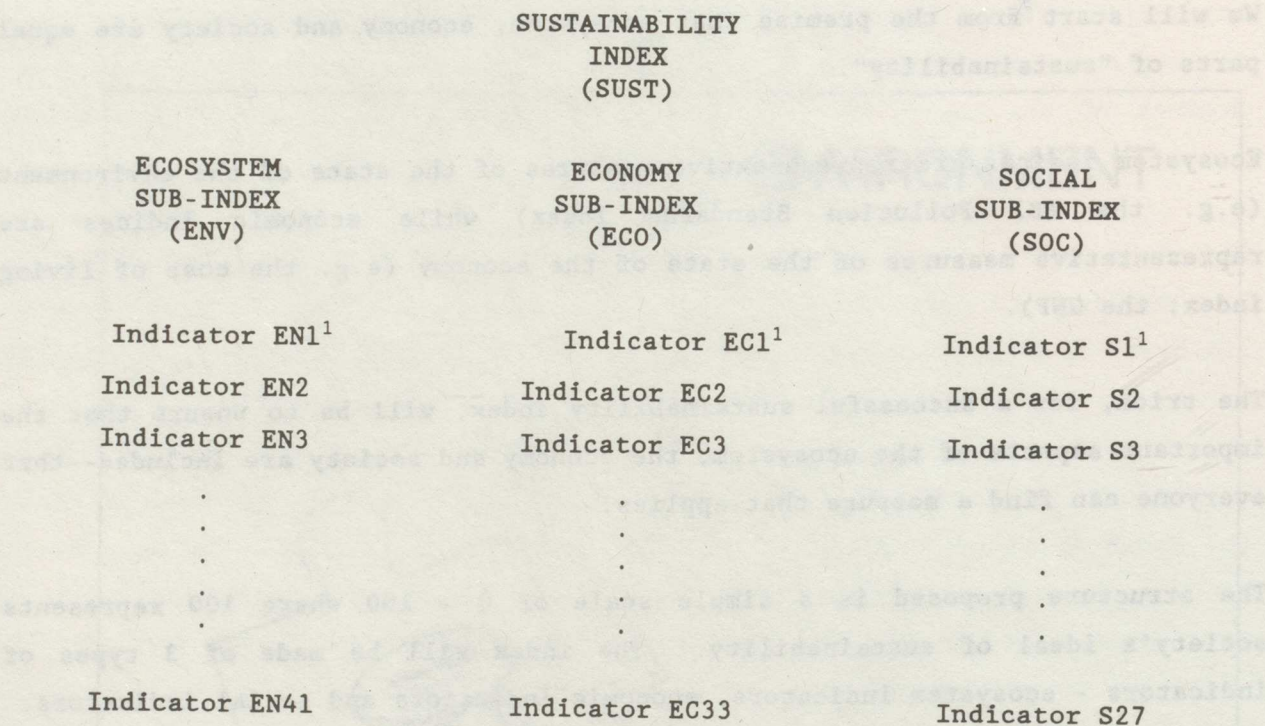 SUSTAINABILITY
INDEX
(SUST)
ECOSYSTEM
SUB-INDEX
(ENV)
ECONOMY
SUB-INDEX
(ECO)
SOCIAL
SUB-INDEX
(SOC)
Indicator EN1¹
Indicator EN2
Indicator EN3
.
.
.
.
.
Indicator EN41
Indicator EC1¹
Indicator EC2
Indicator EC3
.
.
.
.
.
Indicator EC33
Indicator S1¹
Indicator S2
Indicator S3
.
.
.
.
.
Indicator S27